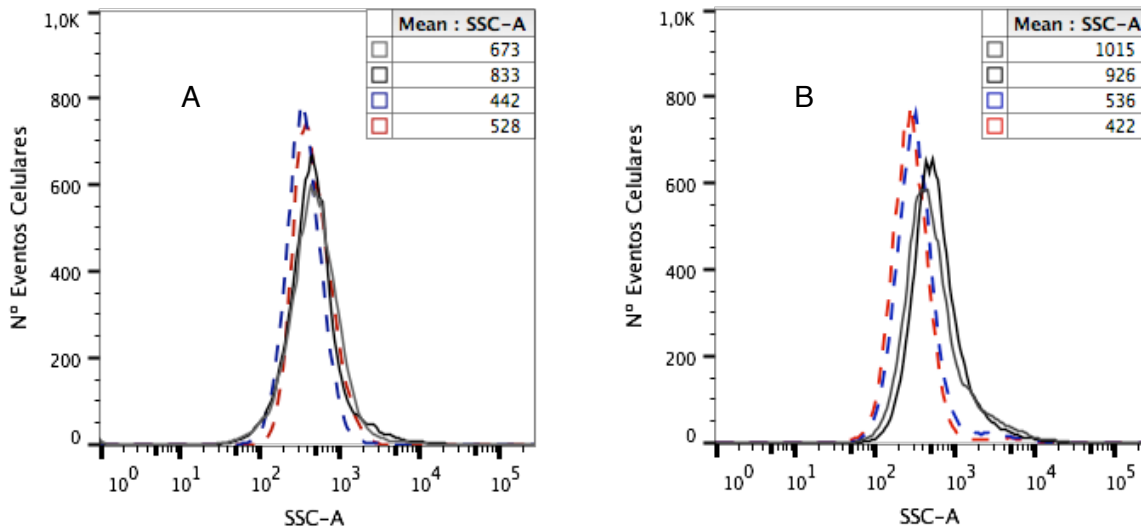 1,0K
Mean : SSC-A
673
833
442
528
A
800
600
400
200
0
Nº Eventos Celulares
10^0 10^1 10^2 10^3 10^4 10^5
SSC-A
1,0K
Mean : SSC-A
1015
926
536
422
B
800
600
400
200
0
Nº Eventos Celulares
10^0 10^1 10^2 10^3 10^4 10^5
SSC-A